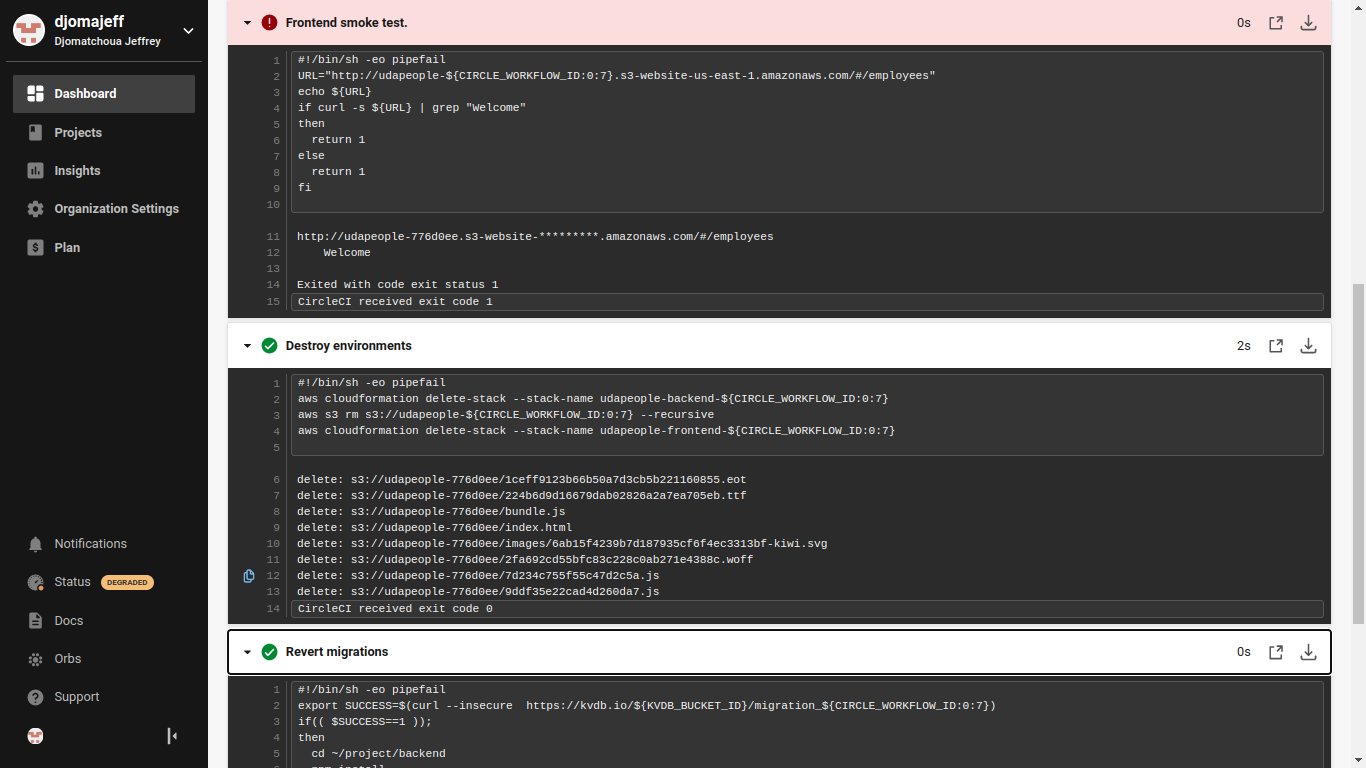 djomajeff
Djomatchoua Jeffrey
Dashboard
Projects
Insights
Organization Settings
Plan
Notifications
Status DEGRADED
Docs
Orbs
Support
Frontend smoke test. 0s
1 #!/bin/sh -eo pipefail
2 URL="http://udapeople-${CIRCLE_WORKFLOW_ID:0:7}.s3-website-us-east-1.amazonaws.com/#/employees"
3 echo ${URL}
4 if curl -s ${URL} | grep "Welcome"
5 then
6 return 1
7 else
8 return 1
9 fi
10
11 http://udapeople-776d0ee.s3-website-*********.amazonaws.com/#/employees
12 Welcome
13
14 Exited with code exit status 1
15 CircleCI received exit code 1
Destroy environments 2s
1 #!/bin/sh -eo pipefail
2 aws cloudformation delete-stack --stack-name udapeople-backend-${CIRCLE_WORKFLOW_ID:0:7}
3 aws s3 rm s3://udapeople-${CIRCLE_WORKFLOW_ID:0:7} --recursive
4 aws cloudformation delete-stack --stack-name udapeople-frontend-${CIRCLE_WORKFLOW_ID:0:7}
5
6 delete: s3://udapeople-776d0ee/1ceff9123b66b50a7d3cb5b221160855.eot
7 delete: s3://udapeople-776d0ee/224b6d9d16679dab02826a2a7ea705eb.ttf
8 delete: s3://udapeople-776d0ee/bundle.js
9 delete: s3://udapeople-776d0ee/index.html
10 delete: s3://udapeople-776d0ee/images/6ab15f4239b7d187935cf6f4ec3313bf-kiwi.svg
11 delete: s3://udapeople-776d0ee/2fa692cd55bfc83c228c0ab271e4388c.woff
12 delete: s3://udapeople-776d0ee/7d234c755f55c47d2c5a.js
13 delete: s3://udapeople-776d0ee/9ddf35e22cad4d260da7.js
14 CircleCI received exit code 0
Revert migrations 0s
1 #!/bin/sh -eo pipefail
2 export SUCCESS=$(curl --insecure  https://kvdb.io/${KVDB_BUCKET_ID}/migration_${CIRCLE_WORKFLOW_ID:0:7})
3 if(( $SUCCESS==1 ));
4 then
5 cd ~/project/backend